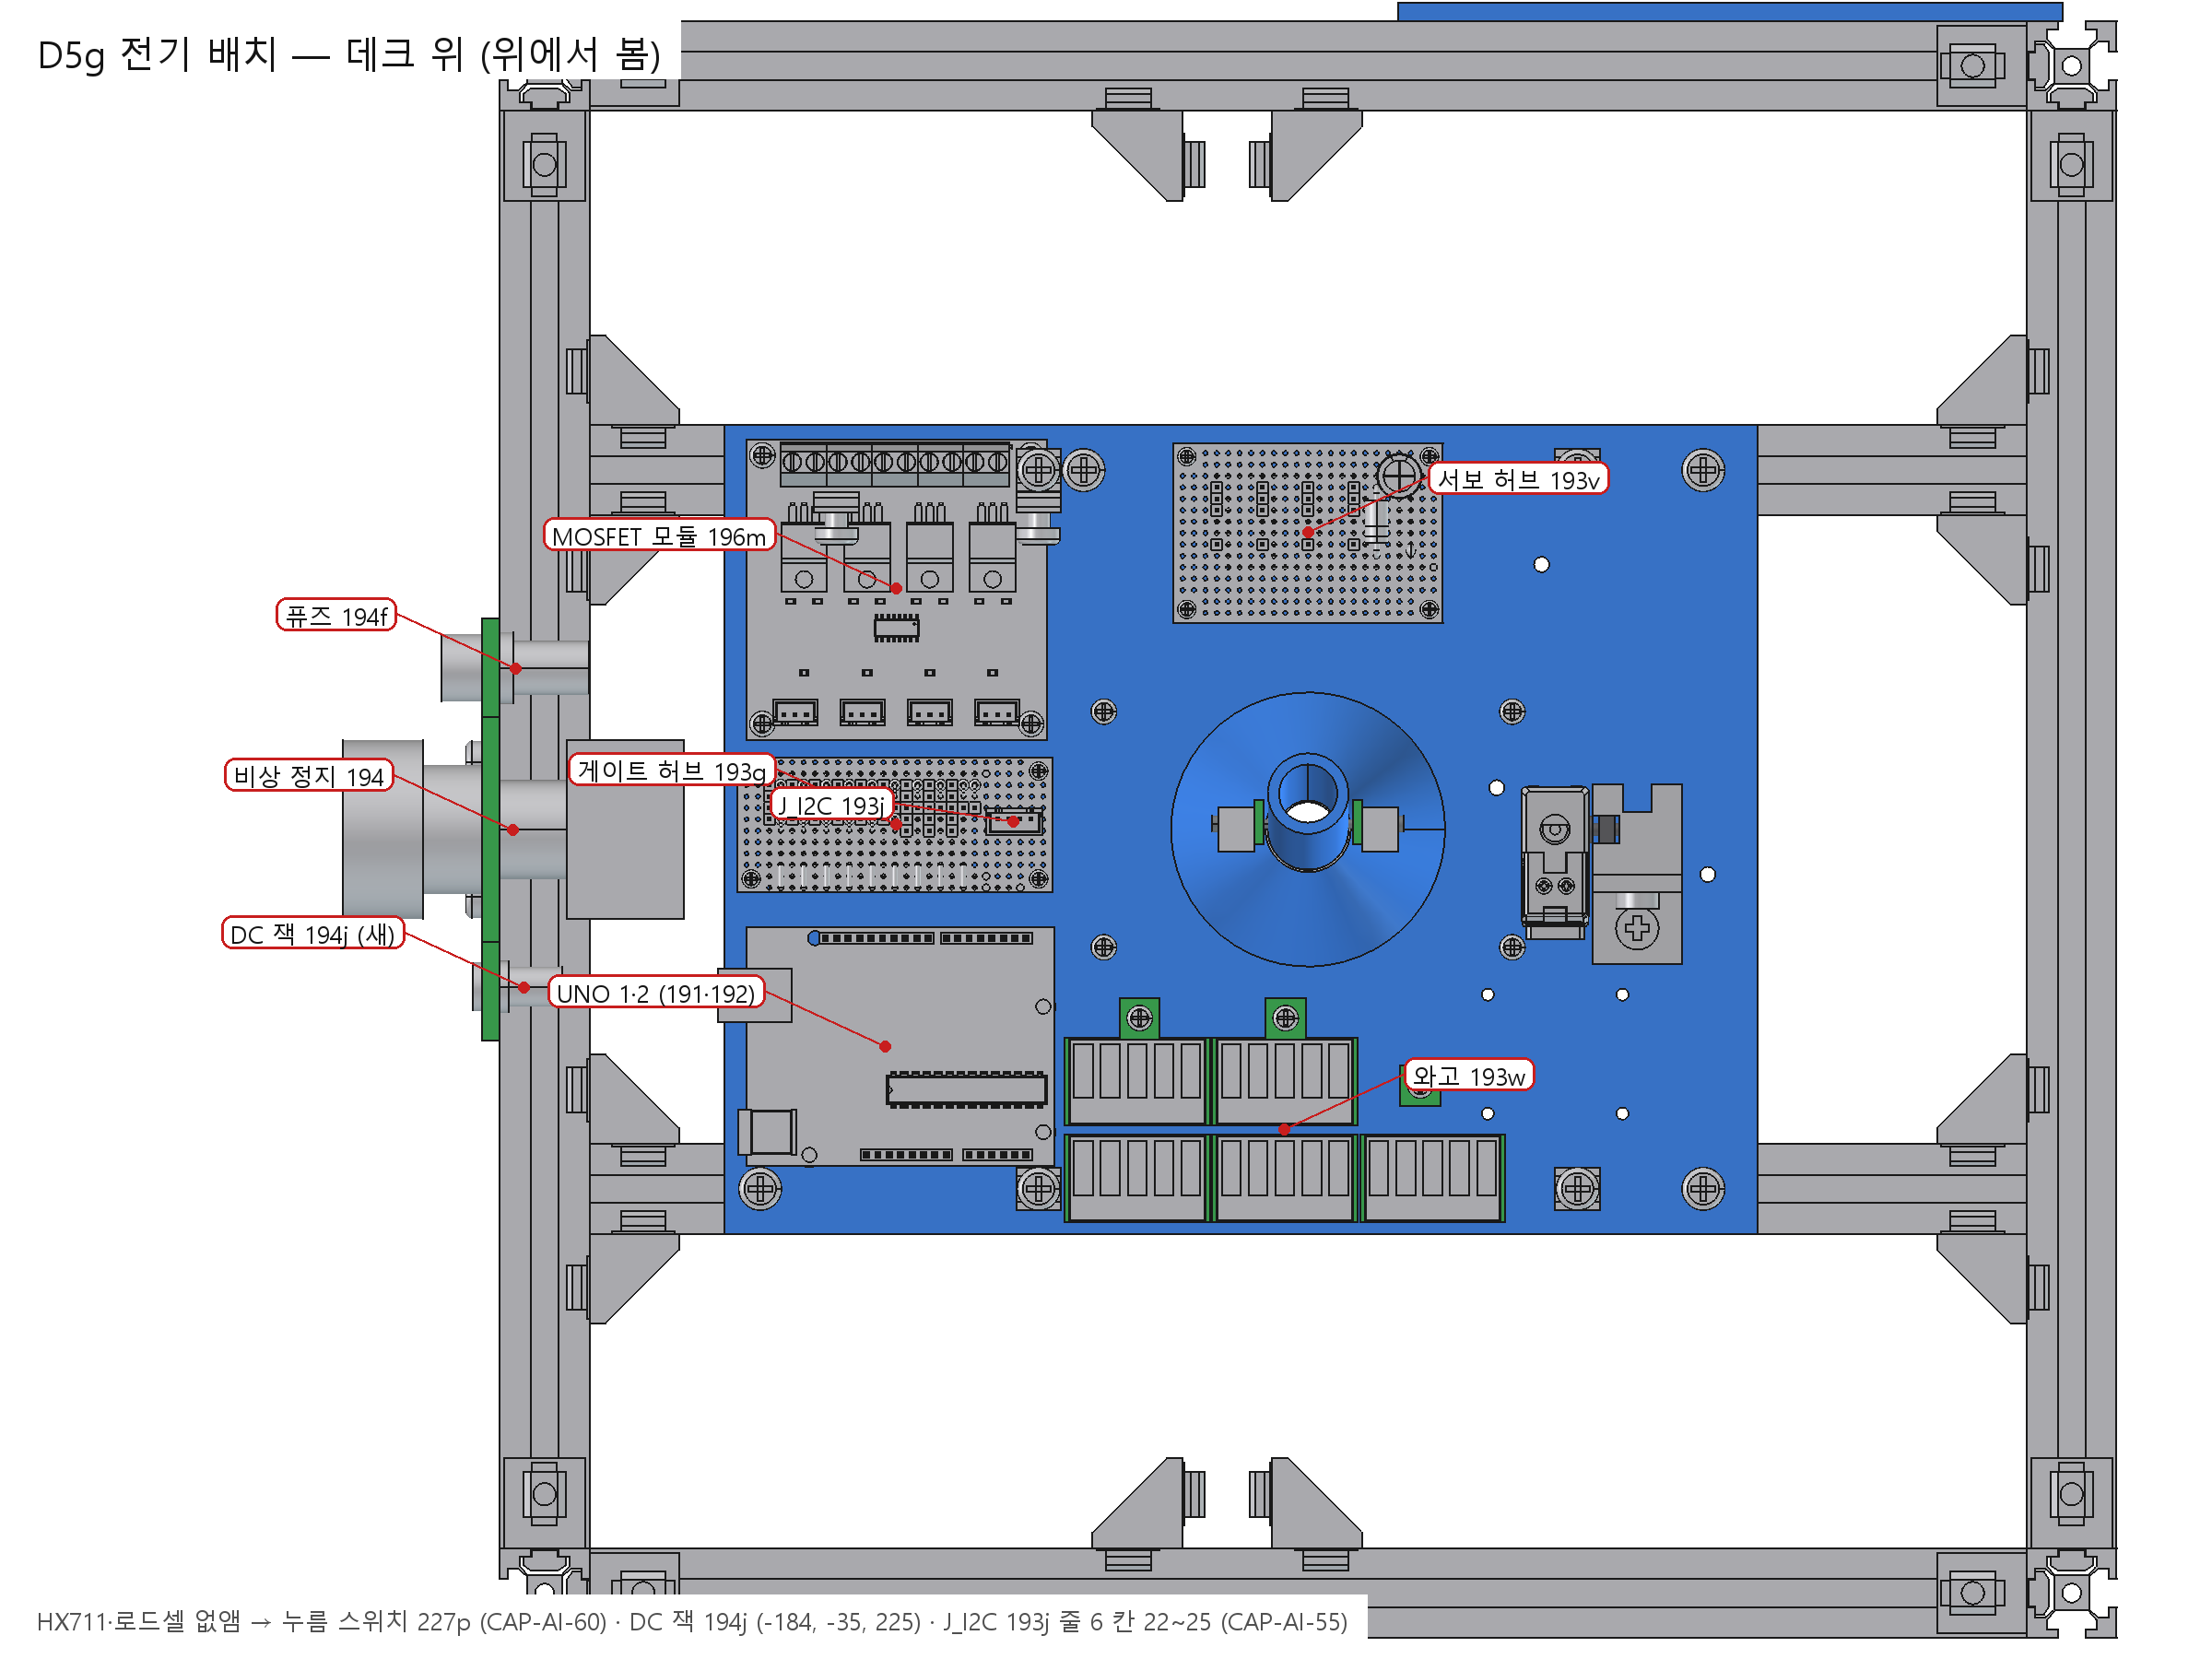 D5g 전기 배치 — 데크 위 (위에서 봄)
서보 허브 193v
MOSFET 모듈 196m
퓨즈 194f
비상 정지 194
게이트 허브 193g
J_I2C 193j
DC 잭 194j (새)
UNO 1·2 (191·192)
와고 193w
HX711·로드셀 없앰 → 누름 스위치 227p (CAP-AI-60) · DC 잭 194j (-184, -35, 225) · J_I2C 193j 줄 6 칸 22~25 (CAP-AI-55)